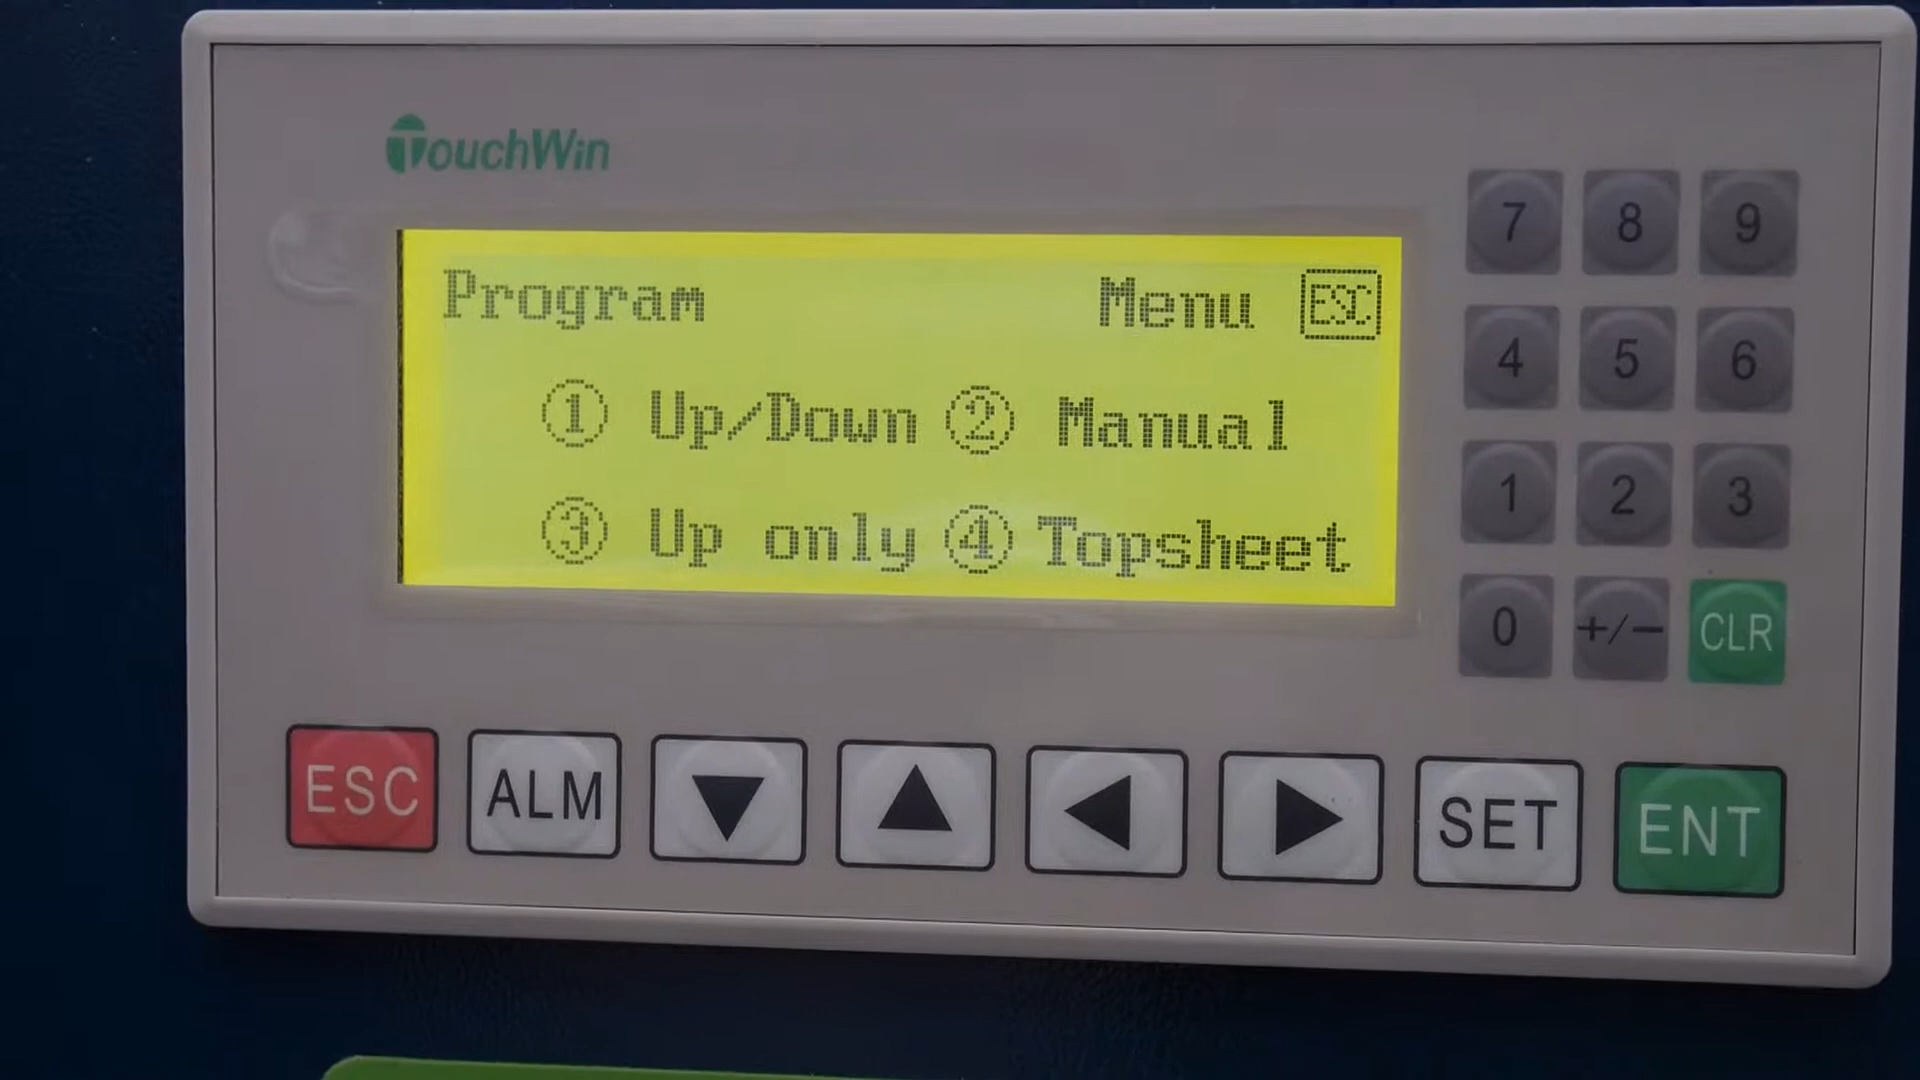 TouchWin
Program Menu ESC
① Up/Down ② Manual
③ Up only ④ Topsheet
7 8 9
4 5 6
1 2 3
0 +/- CLR
ESC ALM ▼ ▲ ◀ ▶ SET ENT